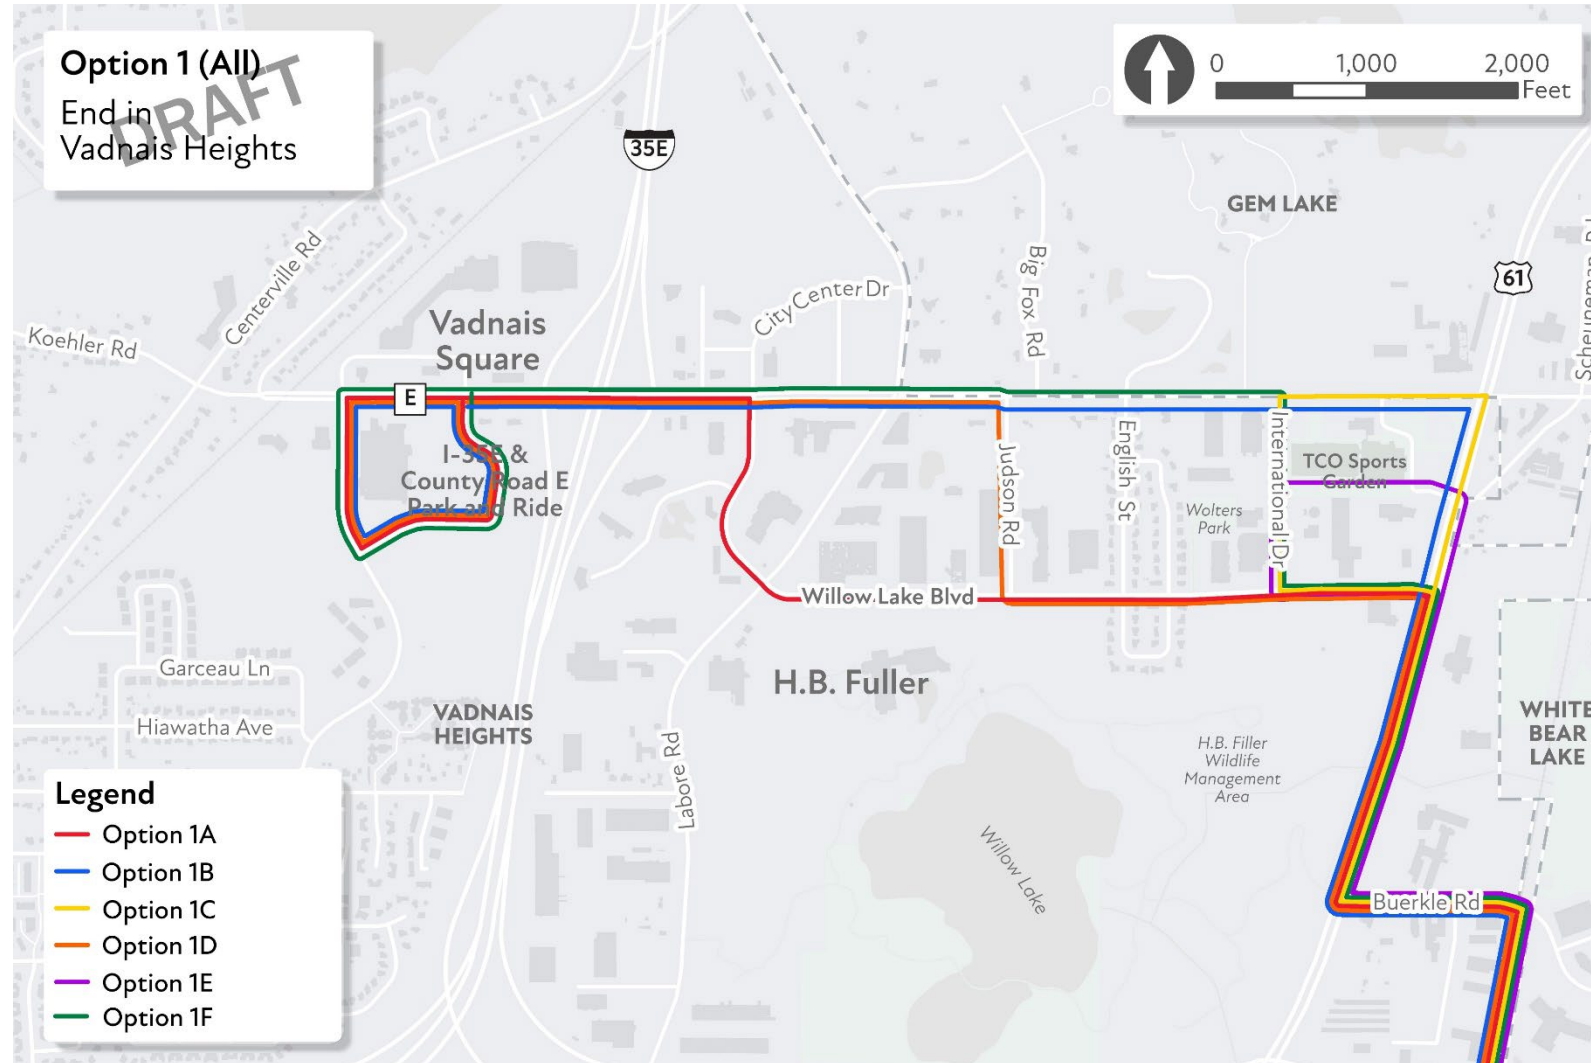 Option 1 (All)
End in
Vadnais Heights
DRAFT
0 1,000 2,000
Feet
35E
GEM LAKE
61
Centerville Rd
Koehler Rd
Vadnais
Square
City Center Dr
Big Fox Rd
E
I-35E &
County Road E
Park and Ride
Judson Rd
English St
International Dr
TCO Sports
Garden
Wolters
Park
Willow Lake Blvd
H.B. Fuller
Garceau Ln
Hiawatha Ave
VADNAIS
HEIGHTS
Labore Rd
H.B. Filler
Wildlife
Management
Area
WHITE
BEAR
LAKE
Willow Lake
Buerkle Rd
Legend
Option 1A
Option 1B
Option 1C
Option 1D
Option 1E
Option 1F